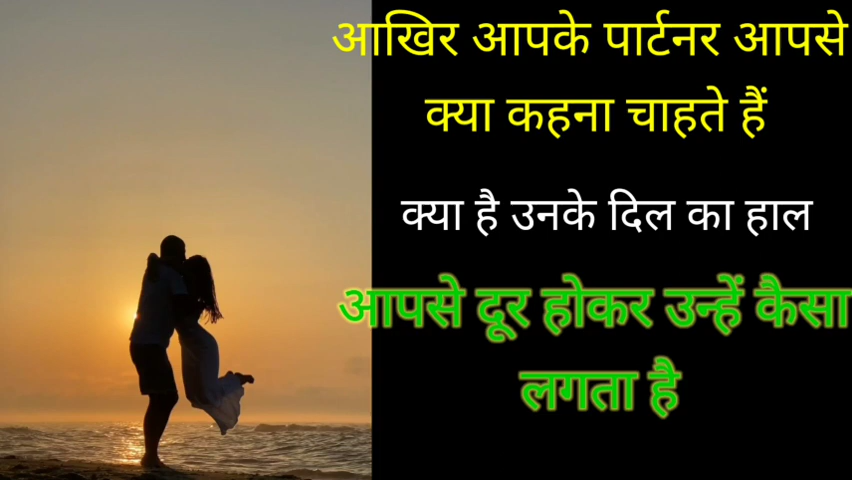 आखिर आपके पार्टनर आपसे
क्या कहना चाहते हैं
क्या है उनके दिल का हाल
आपसे दूर होकर उन्हें कैसा
लगता है